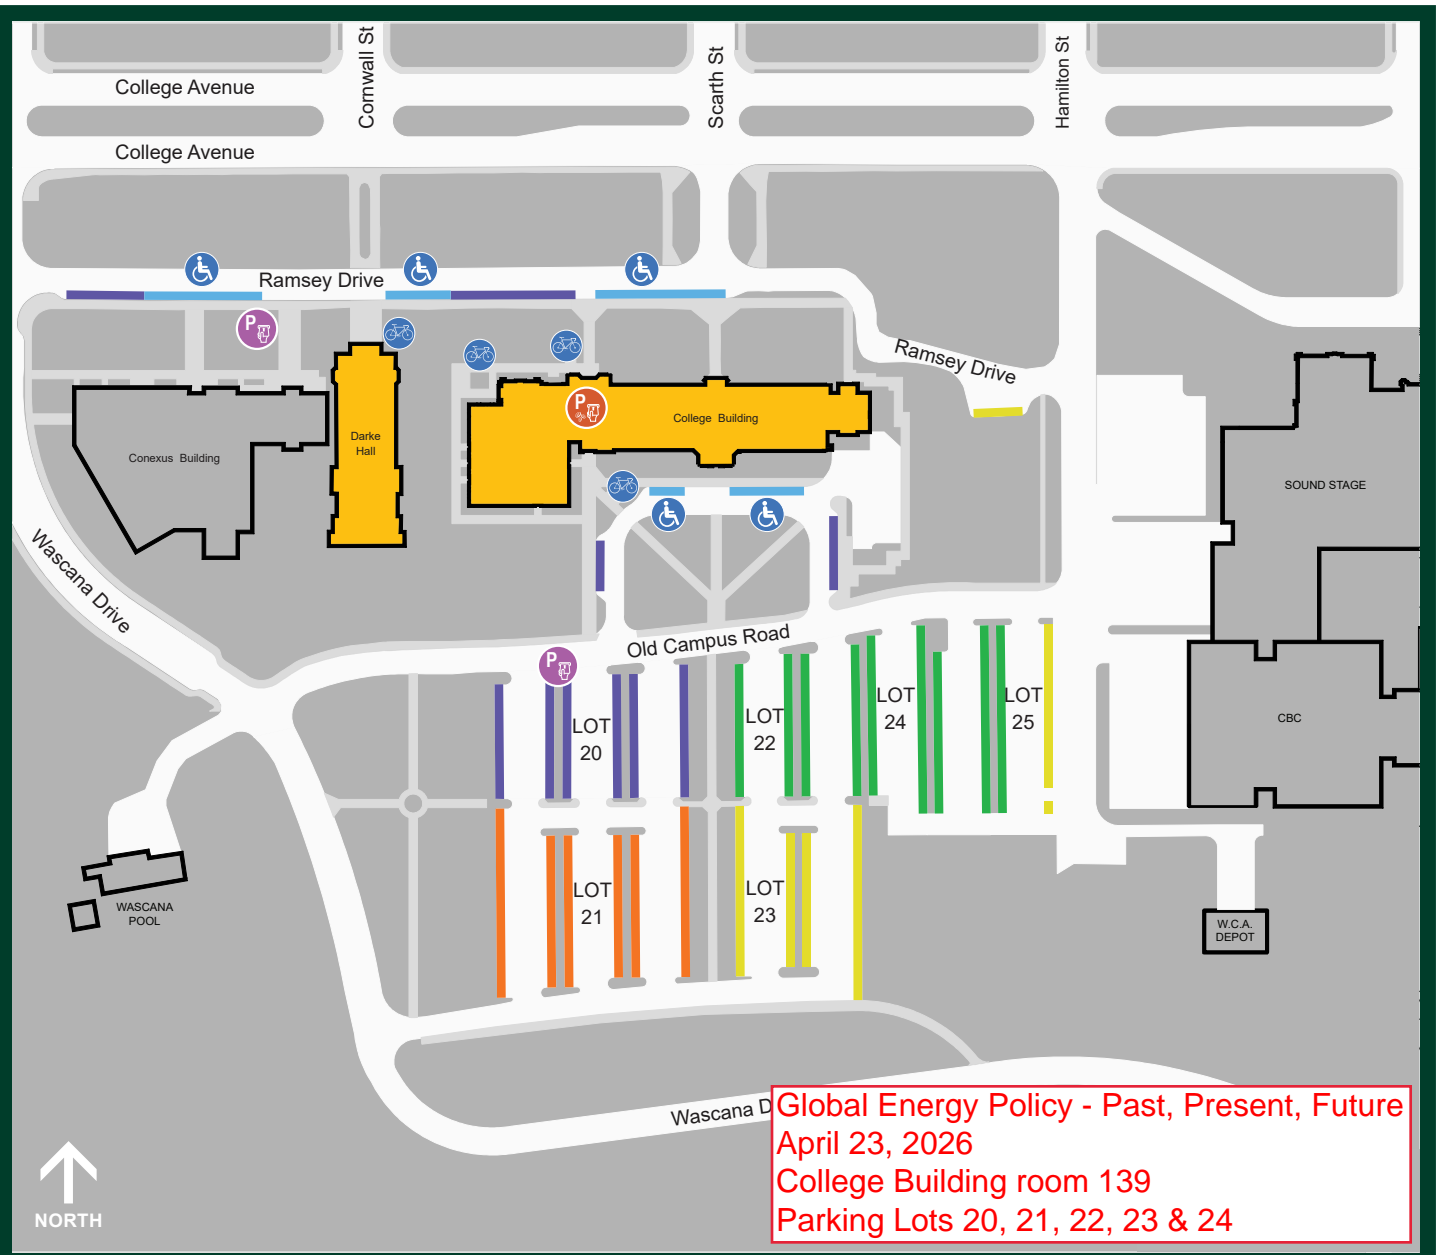 Cornwall St
Scarth St
Hamilton St
College Avenue
College Avenue
Ramsey Drive
P
Ramsey Drive
P
College Building
Darke
Hall
Conexus Building
SOUND STAGE
Wascana Drive
Old Campus Road
P
LOT
20
LOT
22
LOT
24
LOT
25
CBC
LOT
21
LOT
23
WASCANA
POOL
W.C.A.
DEPOT
Wascana D
Global Energy Policy - Past, Present, Future
April 23, 2026
College Building room 139
Parking Lots 20, 21, 22, 23 & 24
NORTH